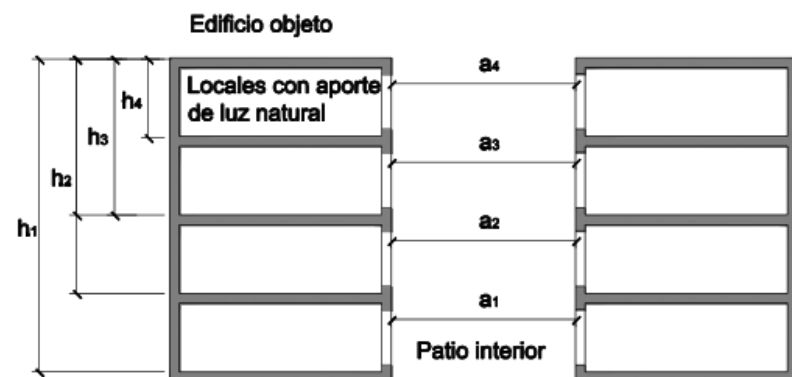 Edificio objeto
a4
Locales con aporte
de luz natural
h4
a3
h3
h2
a2
h1
a1
Patio interior